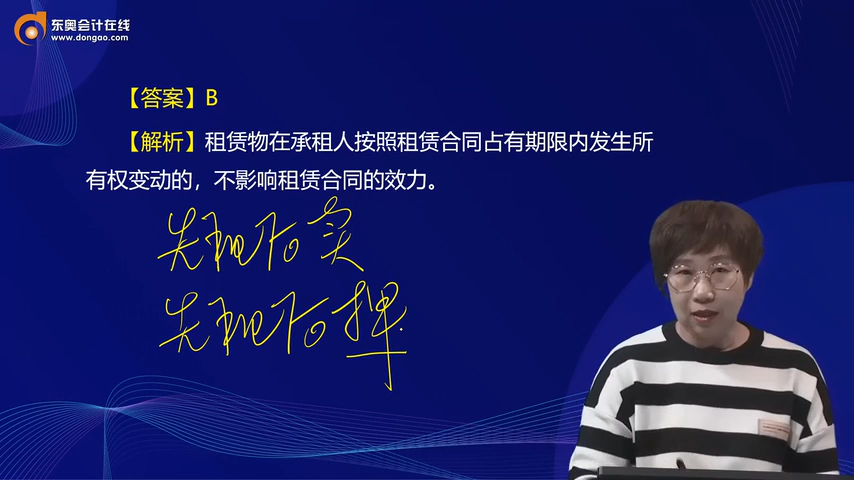 东奥会计在线
www.dongao.com
【答案】B
【解析】租赁物在承租人按照租赁合同占有期限内发生所
有权变动的，不影响租赁合同的效力。
先租后卖
先租后押